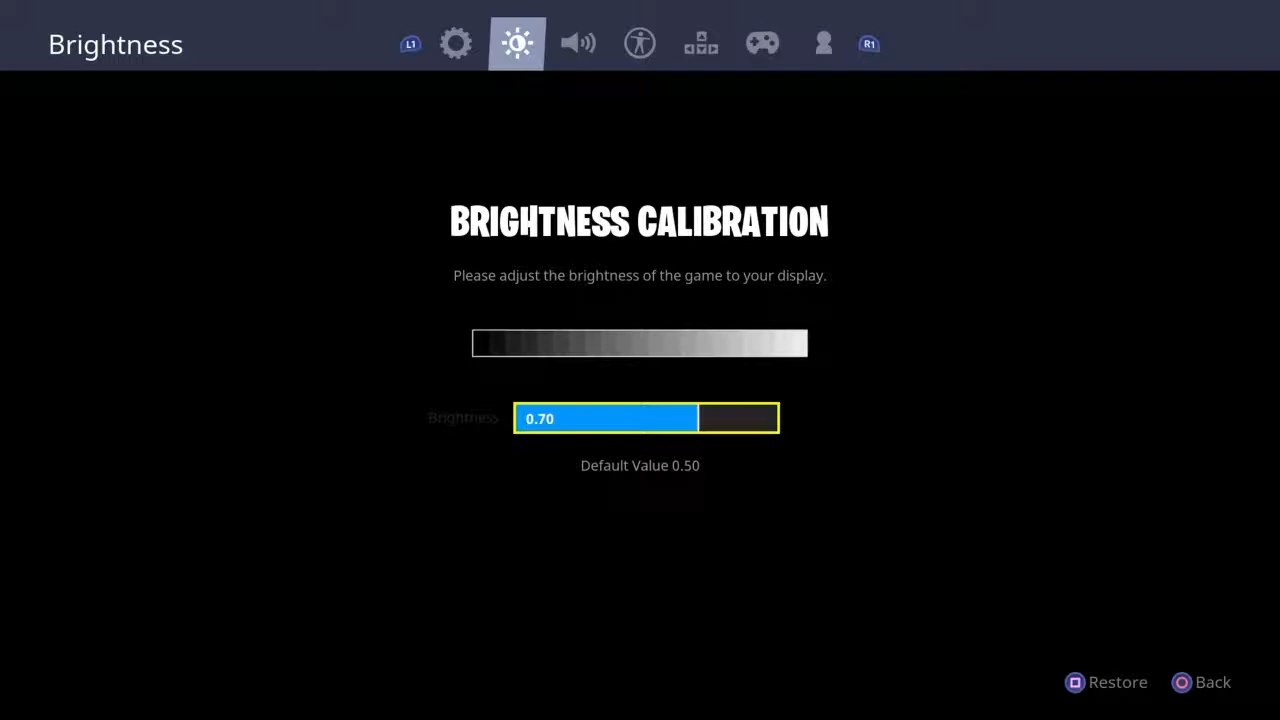 Brightness
L1
R1
BRIGHTNESS CALIBRATION
Please adjust the brightness of the game to your display.
Brightness
0.70
Default Value 0.50
Restore
Back